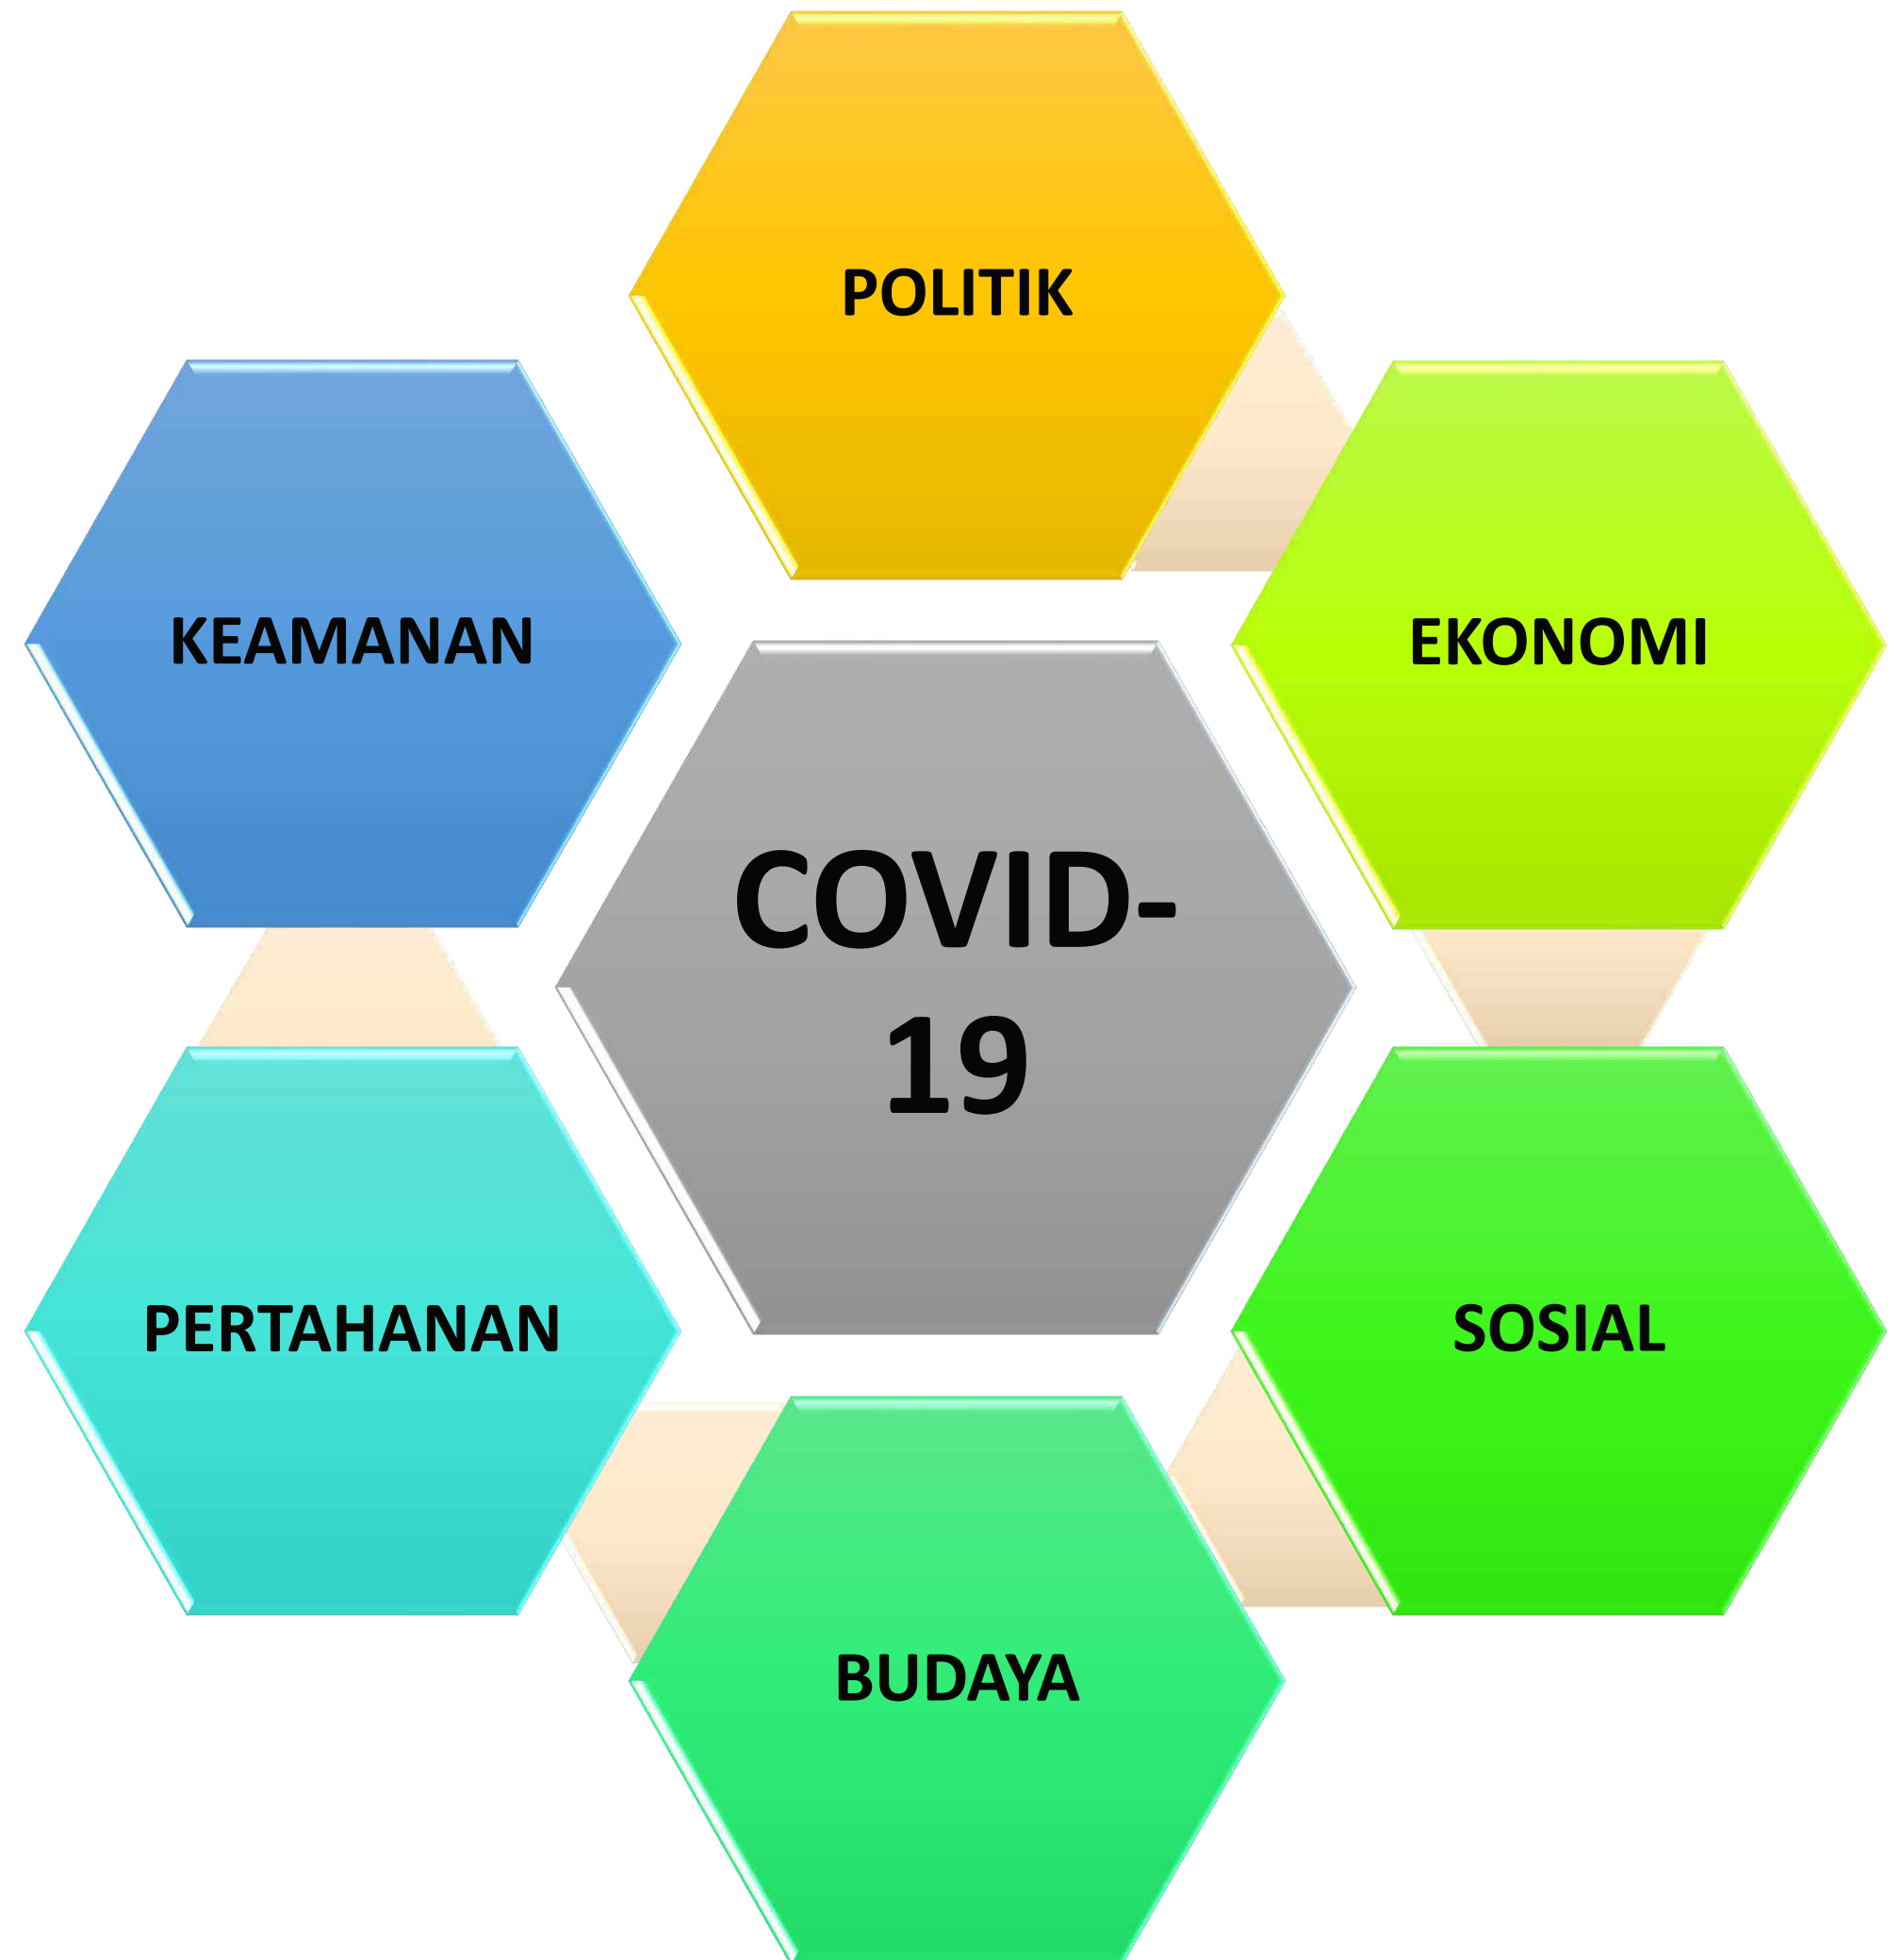 POLITIK
KEAMANAN
EKONOMI
COVID-
19
PERTAHANAN
SOSIAL
BUDAYA